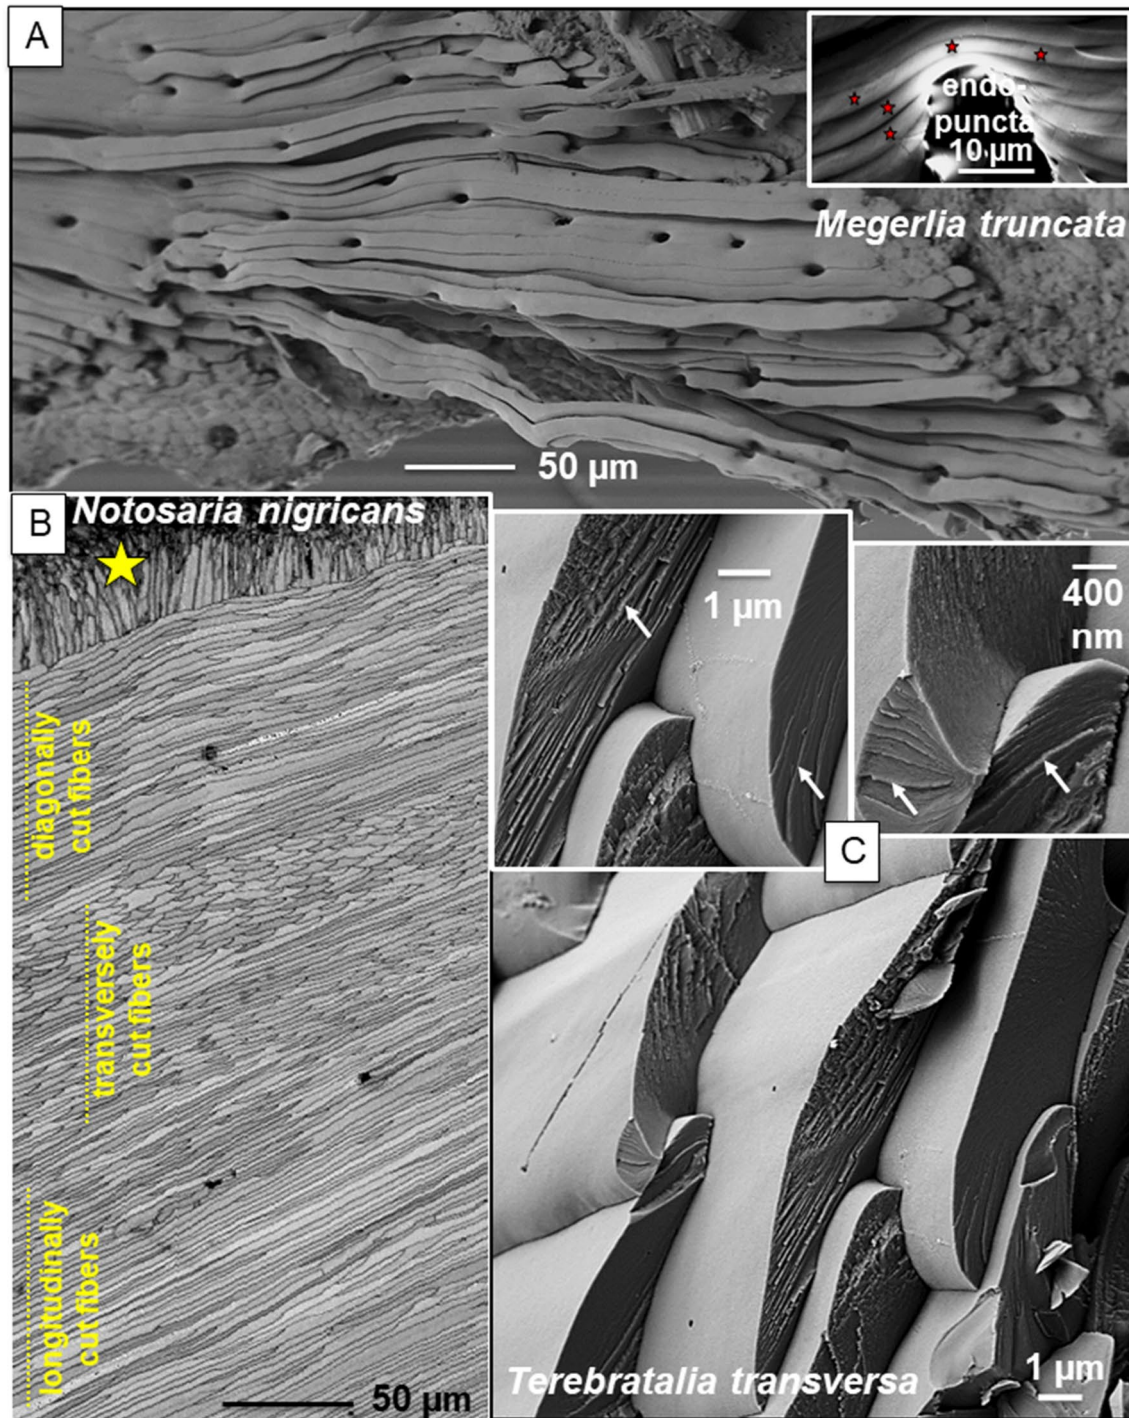 A
endo-
puncta
10 µm
Megerlia truncata
50 µm
B
Notosaria nigricans
diagonally
cut fibers
transversely
cut fibers
longitudinally
cut fibers
50 µm
1 µm
400
nm
C
Terebratalia transversa
1 µm